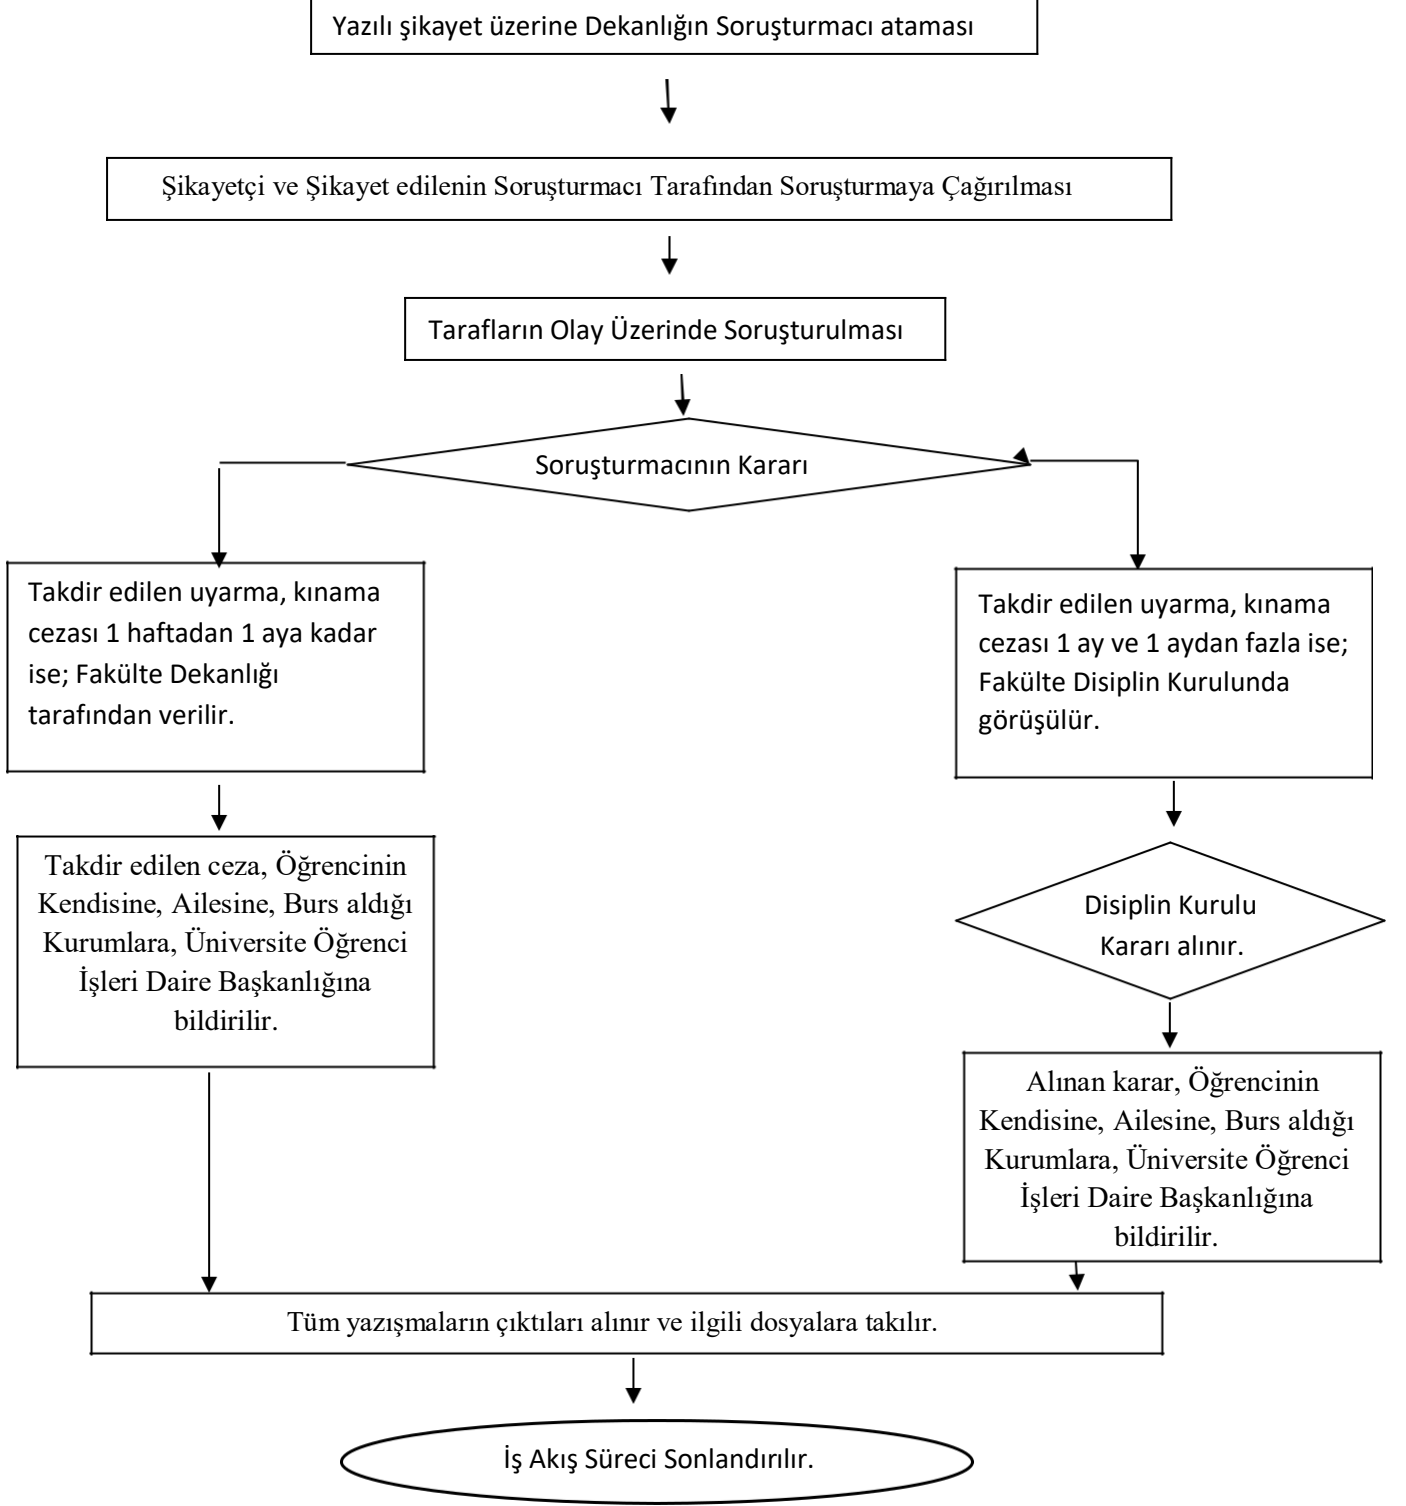 Yazılı şikayet üzerine Dekanlığın Soruşturmacı ataması
Şikayetçi ve Şikayet edilenin Soruşturmacı Tarafından Soruşturmaya Çağırılması
Tarafların Olay Üzerinde Soruşturulması
Soruşturmacının Kararı
Takdir edilen uyarma, kınama
cezası 1 haftadan 1 aya kadar
ise; Fakülte Dekanlığı
tarafından verilir.
Takdir edilen uyarma, kınama
cezası 1 ay ve 1 aydan fazla ise;
Fakülte Disiplin Kurulunda
görüşülür.
Takdir edilen ceza, Öğrencinin
Kendisine, Ailesine, Burs aldığı
Kurumlara, Üniversite Öğrenci
İşleri Daire Başkanlığına
bildirilir.
Disiplin Kurulu
Kararı alınır.
Alınan karar, Öğrencinin
Kendisine, Ailesine, Burs aldığı
Kurumlara, Üniversite Öğrenci
İşleri Daire Başkanlığına
bildirilir.
Tüm yazışmaların çıktıları alınır ve ilgili dosyalara takılır.
İş Akış Süreci Sonlandırılır.